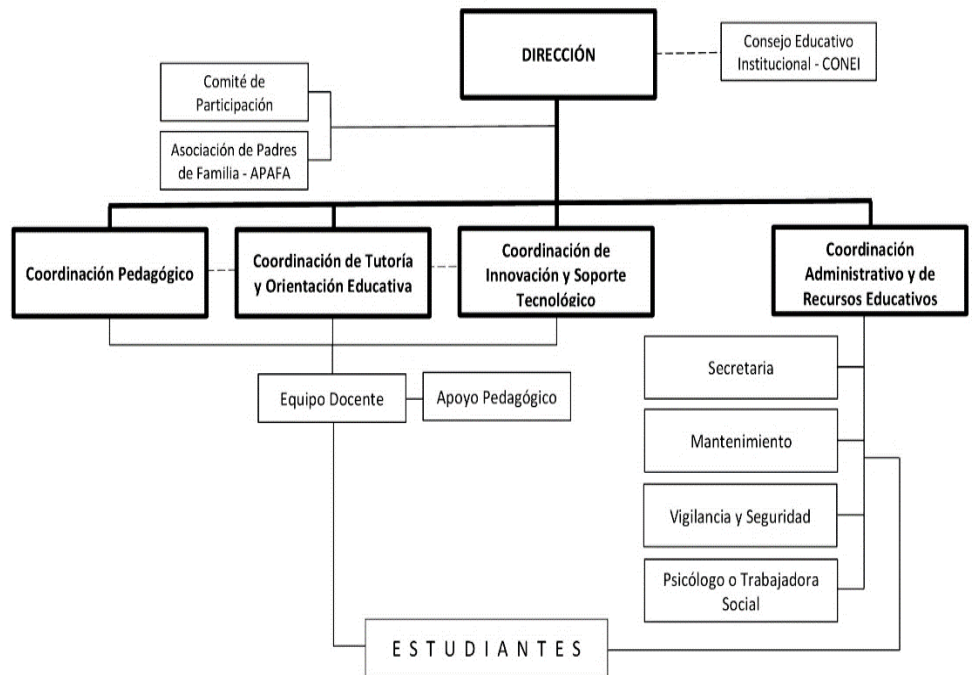 DIRECCIÓN
Consejo Educativo
Institucional - CONEI
Comité de
Participación
Asociación de Padres
de Familia - APAFA
Coordinación Pedagógico
Coordinación de Tutoría
y Orientación Educativa
Coordinación de
Innovación y Soporte
Tecnológico
Coordinación
Administrativo y de
Recursos Educativos
Equipo Docente
Apoyo Pedagógico
Secretaria
Mantenimiento
Vigilancia y Seguridad
Psicólogo o Trabajadora
Social
E S T U D I A N T E S